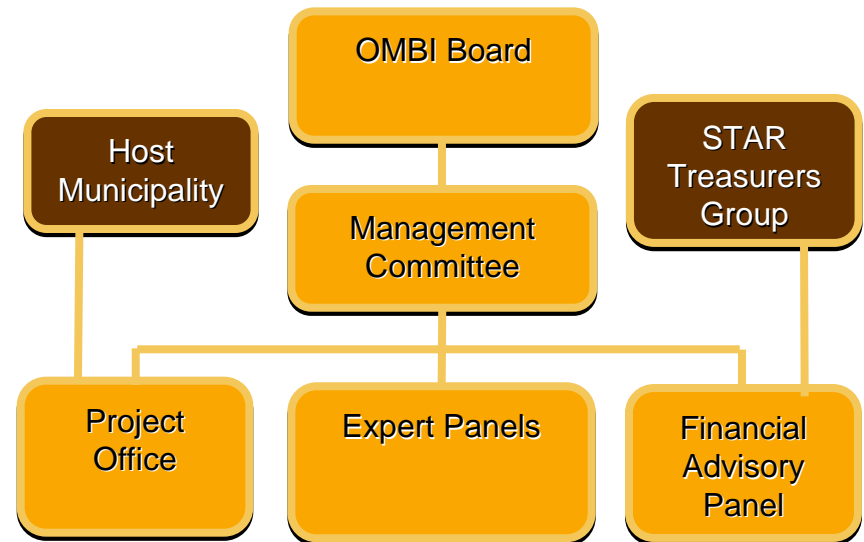 OMBI Board
Host
Municipality
STAR
Treasurers
Group
Management
Committee
Project
Office
Expert Panels
Financial
Advisory
Panel